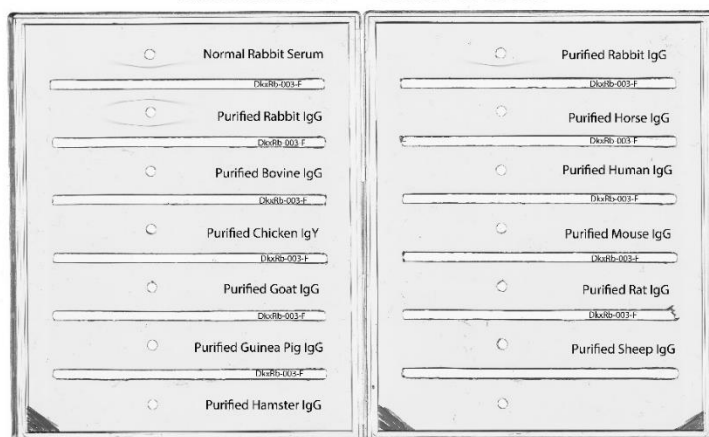 Normal Rabbit Serum
DkxRb-003-F
Purified Rabbit IgG
DkxRb-003-F
Purified Bovine IgG
DkxRb-003-F
Purified Chicken IgY
DkxRb-003-F
Purified Goat IgG
DkxRb-003-F
Purified Guinea Pig IgG
DkxRb-003-F
Purified Hamster IgG
Purified Rabbit IgG
DkxRb-003-F
Purified Horse IgG
DkxRb-003-F
Purified Human IgG
DkxRb-003-F
Purified Mouse IgG
DkxRb-003-F
Purified Rat IgG
DkxRb-003-F
Purified Sheep IgG